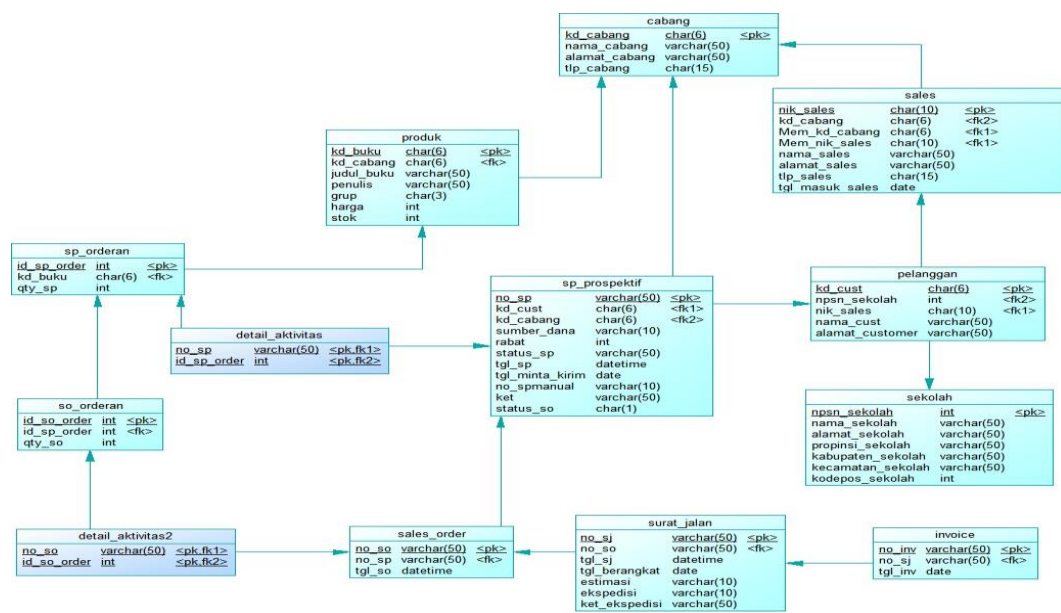 cabang
kd_cabang char(6) <pk>
nama_cabang varchar(50)
alamat_cabang varchar(50)
tlp_cabang char(15)
sales
nik_sales char(10) <pk>
kd_cabang char(6) <fk2>
Mem_kd_cabang char(6) <fk1>
Mem_nik_sales char(10) <fk1>
nama_sales varchar(50)
alamat_sales varchar(50)
tlp_sales char(15)
tgl_masuk_sales date
produk
kd_buku char(6) <pk>
kd_cabang char(6) <fk>
judul_buku varchar(50)
penulis varchar(50)
grup char(3)
harga int
stok int
sp_orderan
id_sp_order int <pk>
kd_buku char(6) <fk>
qty_sp int
sp_prospektif
no_sp varchar(50) <pk>
kd_cust char(6) <fk1>
kd_cabang char(6) <fk2>
sumber_dana varchar(10)
rabat int
status_sp varchar(50)
tgl_sp datetime
tgl_minta_kirim date
no_spmanual varchar(10)
ket varchar(50)
status_so char(1)
pelanggan
kd_cust char(6) <pk>
npsn_sekolah int <fk2>
nik_sales char(10) <fk1>
nama_cust varchar(50)
alamat_customer varchar(50)
detail_aktivitas
no_sp varchar(50) <pk,fk1>
id_sp_order int <pk,fk2>
so_orderan
id_so_order int <pk>
id_sp_order int <fk>
qty_so int
sekolah
npsn_sekolah int <pk>
nama_sekolah varchar(50)
alamat_sekolah varchar(50)
propinsi_sekolah varchar(50)
kabupaten_sekolah varchar(50)
kecamatan_sekolah varchar(50)
kodepos_sekolah int
detail_aktivitas2
no_so varchar(50) <pk,fk1>
id_so_order int <pk,fk2>
sales_order
no_so varchar(50) <pk>
no_sp varchar(50) <fk>
tgl_so datetime
surat_jalan
no_sj varchar(50) <pk>
no_so varchar(50) <fk>
tgl_sj datetime
tgl_berangkat date
estimasi varchar(10)
ekspedisi varchar(10)
ket_ekspedisi varchar(50)
invoice
no_inv varchar(50) <pk>
no_sj varchar(50) <fk>
tgl_inv date